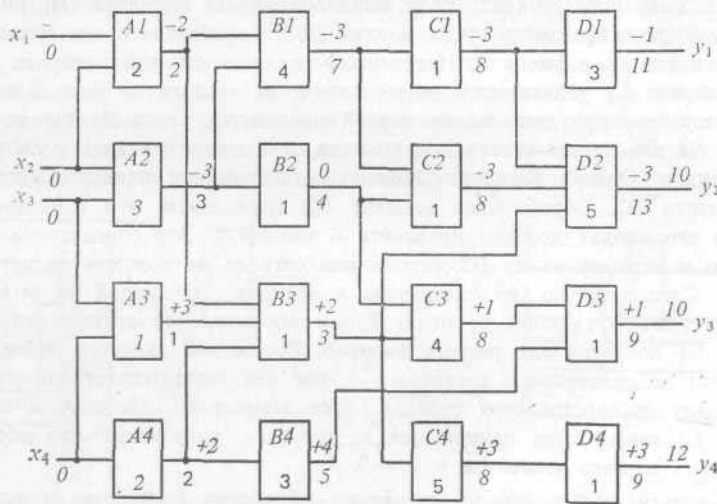 A1 -2 B1 -3 C1 -3 D1 -1
x₁ 0 2 2 4 7 1 8 3 11 y₁
x₂ 0 A2 -3 B2 0 C2 -3 D2 -3 10 y₂
x₃ 0 3 3 1 4 1 8 5 13
A3 +3 B3 +2 C3 +1 D3 +1 10 y₃
1 1 1 3 4 8 1 9
A4 +2 B4 +4 C4 +3 D4 +3 12 y₄
x₄ 0 2 2 3 5 5 8 1 9